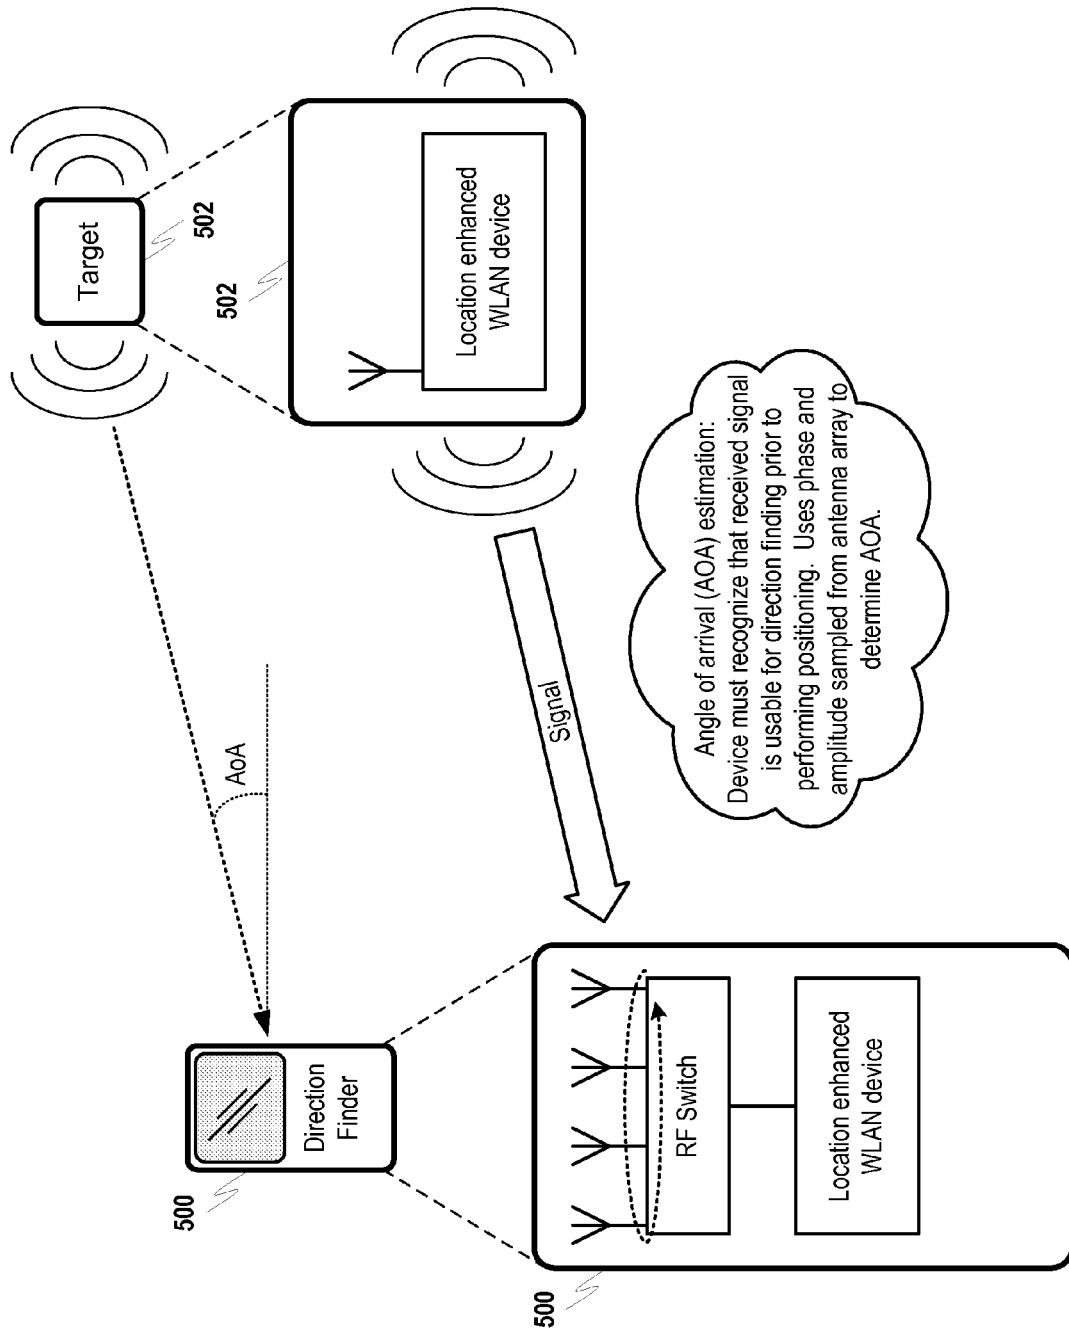 500
Direction
Finder
AoA
Target
502
502
Location enhanced
WLAN device
Signal
500
RF Switch
Location enhanced
WLAN device
Angle of arrival (AOA) estimation:
Device must recognize that received signal
is usable for direction finding prior to
performing positioning. Uses phase and
amplitude sampled from antenna array to
determine AOA.